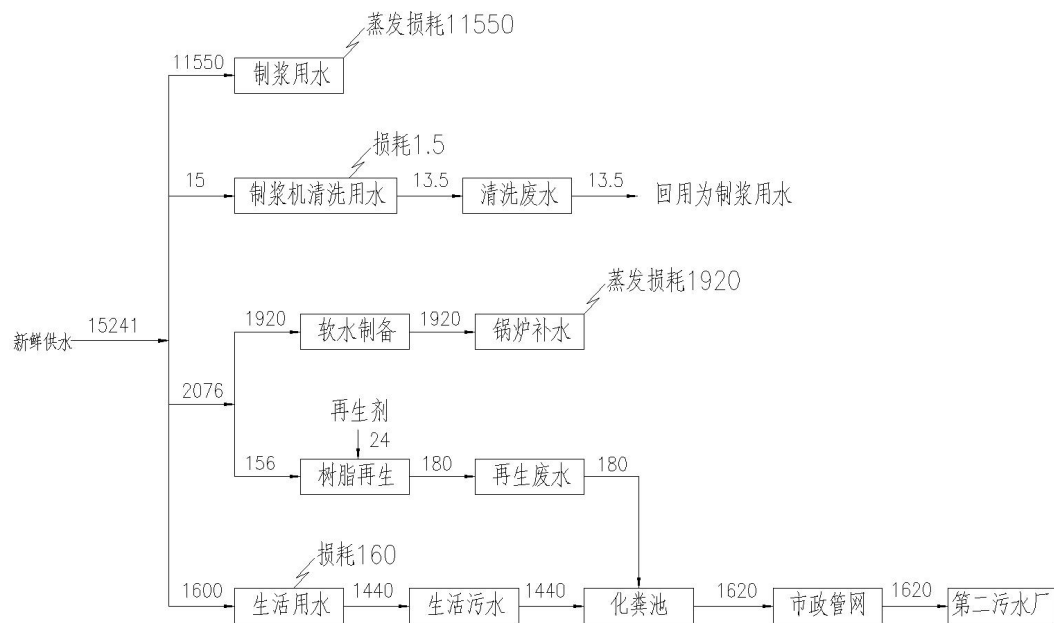 蒸发损耗11550
11550
制浆用水
损耗1.5
15
制浆机清洗用水
13.5
清洗废水
13.5
回用为制浆用水
蒸发损耗1920
新鲜供水
15241
1920
软水制备
1920
锅炉补水
2076
再生剂
24
156
树脂再生
180
再生废水
180
损耗160
1600
生活用水
1440
生活污水
1440
化粪池
1620
市政管网
1620
第二污水厂